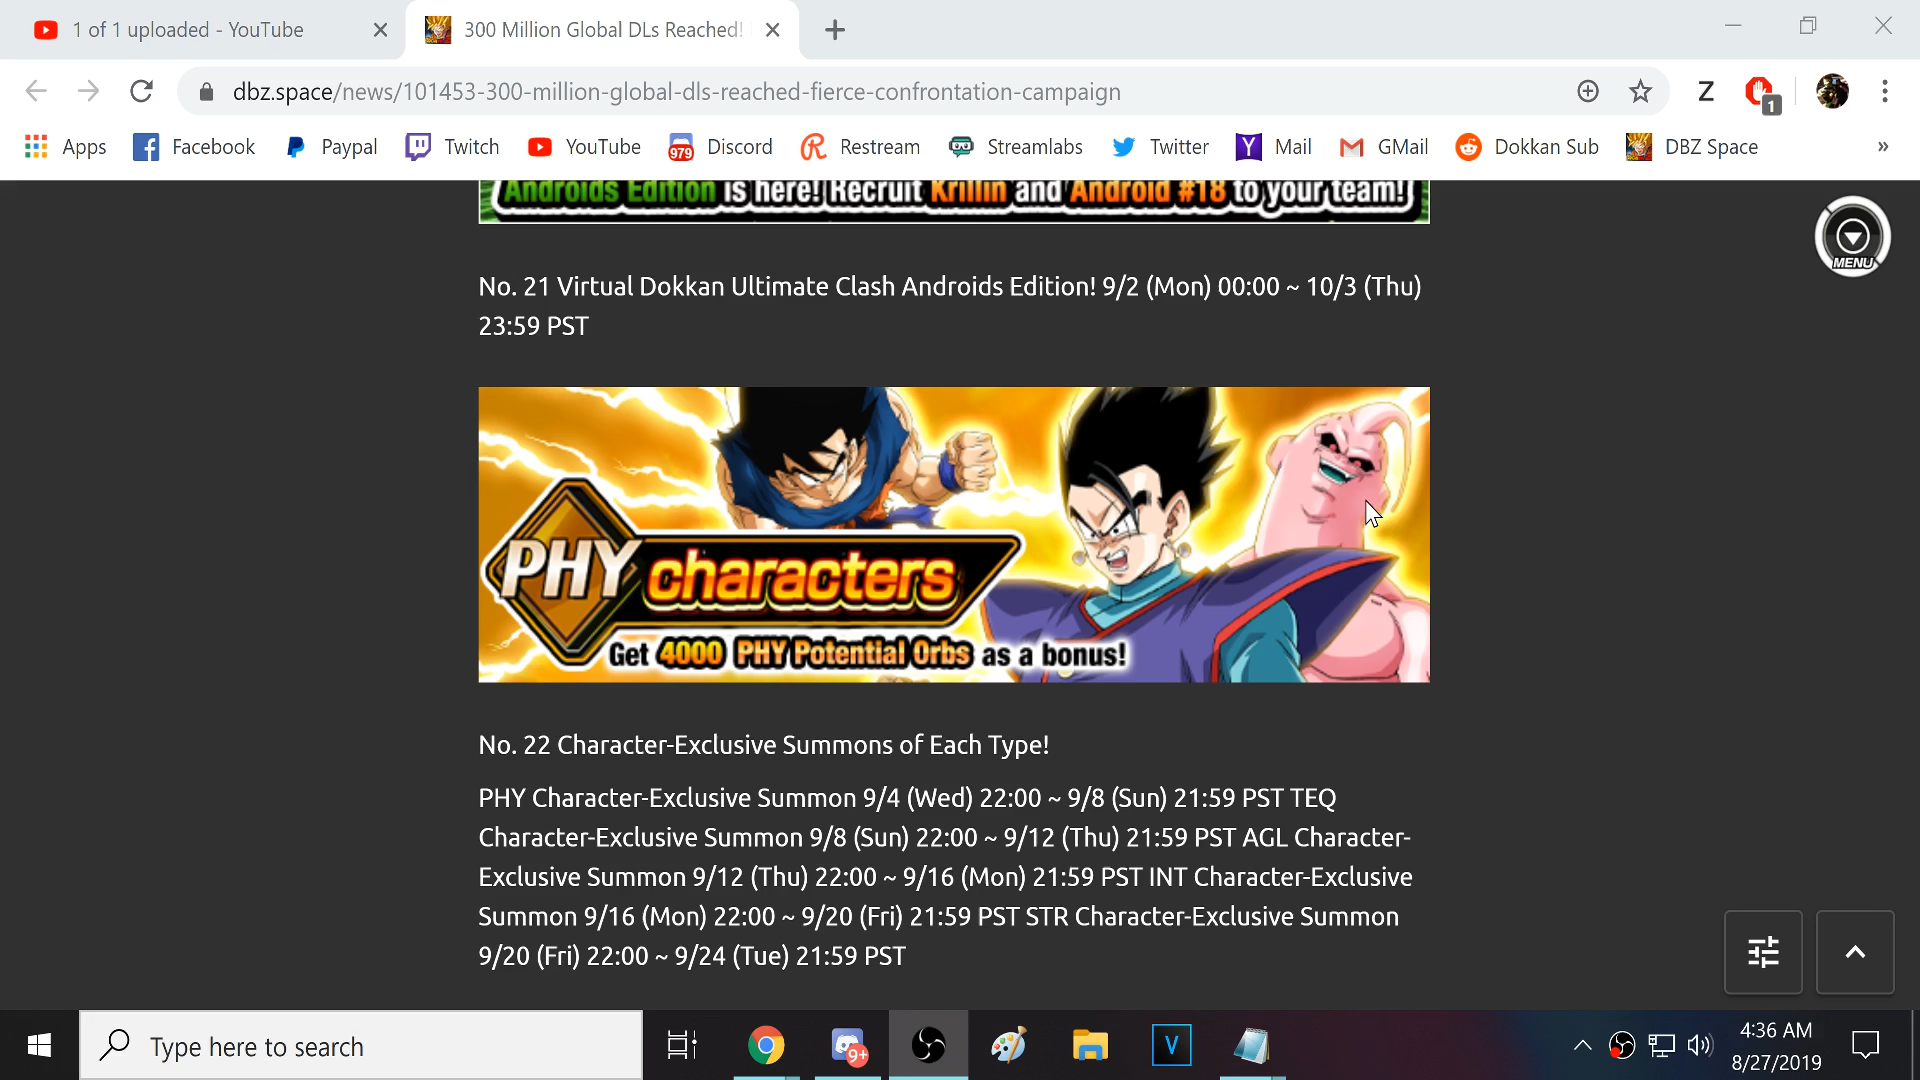 1 of 1 uploaded - YouTube
300 Million Global DLs Reached!
dbz.space/news/101453-300-million-global-dls-reached-fierce-confrontation-campaign
Z
1
Apps
Facebook
Paypal
Twitch
YouTube
979
Discord
Restream
Streamlabs
Twitter
Mail
GMail
Dokkan Sub
DBZ Space
»
Androids Edition is here! Recruit Krillin and Android #18 to your team!
MENU
No. 21 Virtual Dokkan Ultimate Clash Androids Edition! 9/2 (Mon) 00:00 ~ 10/3 (Thu)
23:59 PST
PHY characters
Get 4000 PHY Potential Orbs as a bonus!
No. 22 Character-Exclusive Summons of Each Type!
PHY Character-Exclusive Summon 9/4 (Wed) 22:00 ~ 9/8 (Sun) 21:59 PST TEQ
Character-Exclusive Summon 9/8 (Sun) 22:00 ~ 9/12 (Thu) 21:59 PST AGL Character-
Exclusive Summon 9/12 (Thu) 22:00 ~ 9/16 (Mon) 21:59 PST INT Character-Exclusive
Summon 9/16 (Mon) 22:00 ~ 9/20 (Fri) 21:59 PST STR Character-Exclusive Summon
9/20 (Fri) 22:00 ~ 9/24 (Tue) 21:59 PST
Type here to search
9+
V
4:36 AM
8/27/2019